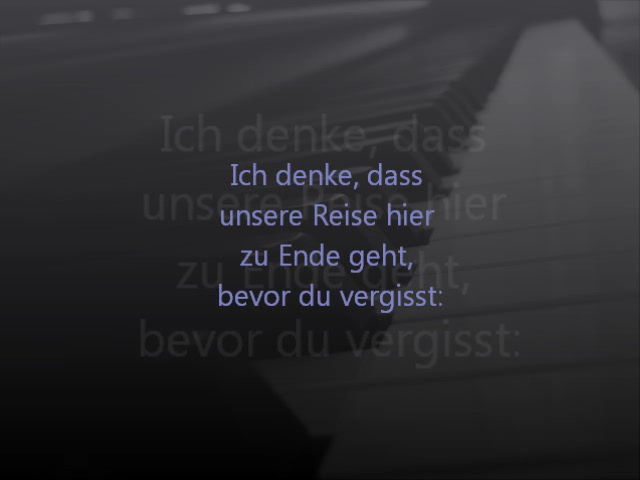 Ich denke, dass
unsere Reise hier
zu Ende geht,
bevor du vergisst: